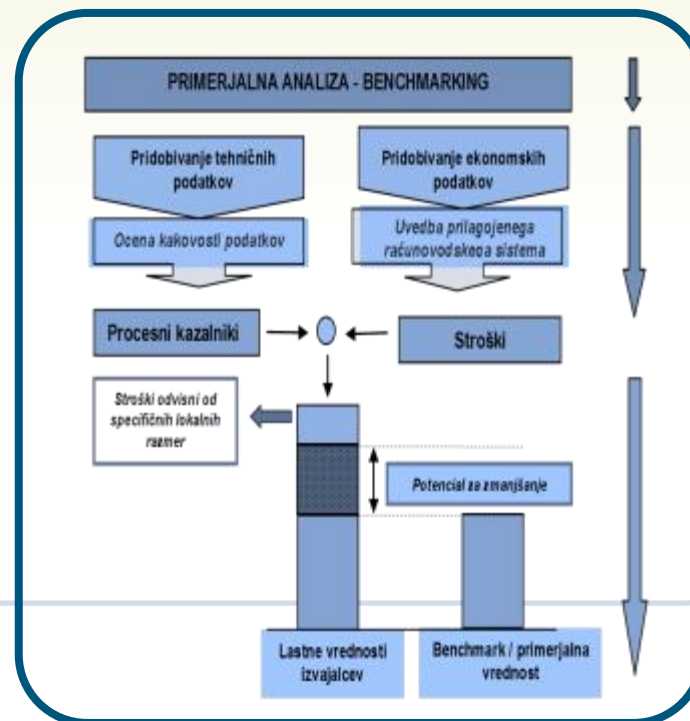 PRIMERJALNA ANALIZA - BENCHMARKING
Pridobivanje tehničnih
podatkov
Pridobivanje ekonomskih
podatkov
Ocena kakovosti podatkov
Uvedba prilagojenega
računovodskega sistema
Procesni kazalniki
Stroški
Stroški odvisni od
specifičnih lokalnih
razmer
Potencial za zmanjšanje
Lastne vrednosti
izvajalcev
Benchmark / primerjalna
vrednost